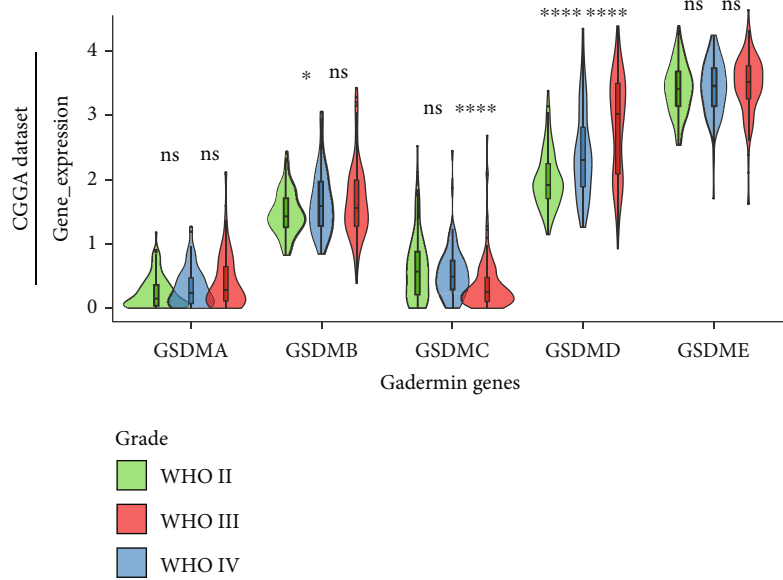 ns ns
**** ****
* ns
ns ****
ns ns
4
3
2
1
0
CGGA dataset
Gene_expression
GSDMA GSDMB GSDMC GSDMD GSDME
Gadermin genes
Grade
WHO II
WHO III
WHO IV